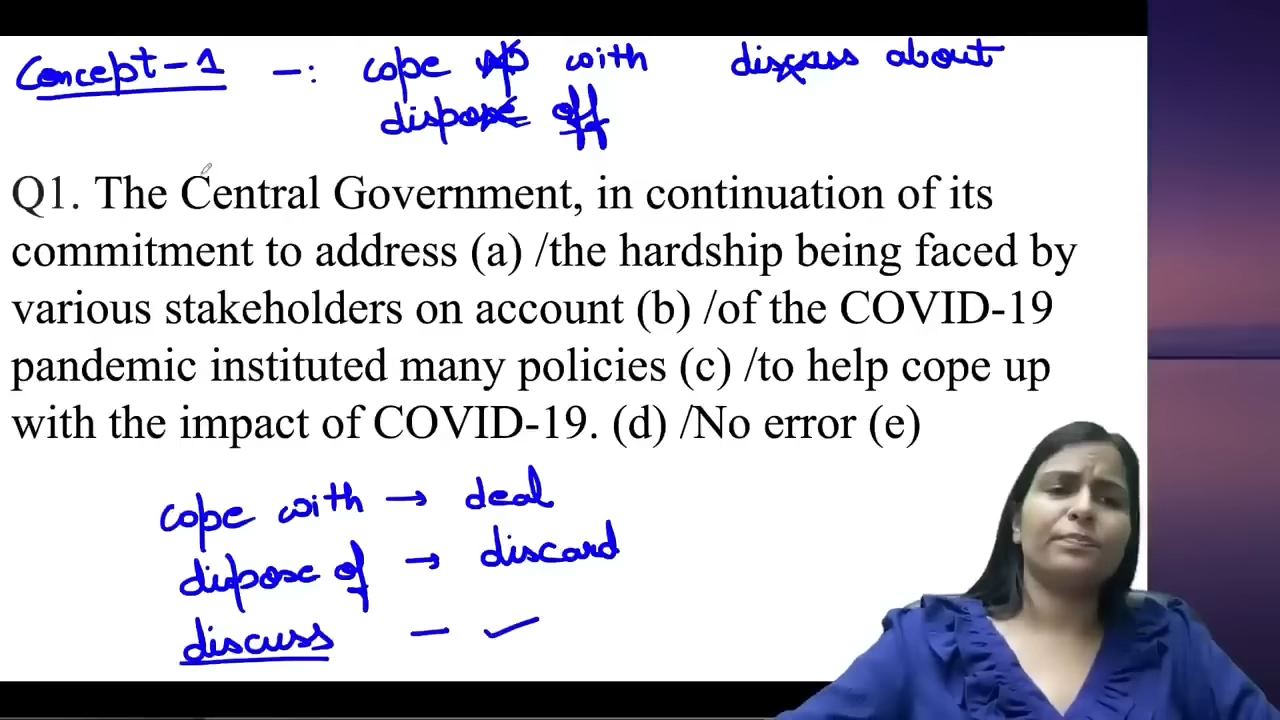 Concept-1 -: cope up with discuss about
dispose off
Q1. The Central Government, in continuation of its
commitment to address (a) /the hardship being faced by
various stakeholders on account (b) /of the COVID-19
pandemic instituted many policies (c) /to help cope up
with the impact of COVID-19. (d) /No error (e)
cope with → deal
dispose of → discard
discuss - ✓